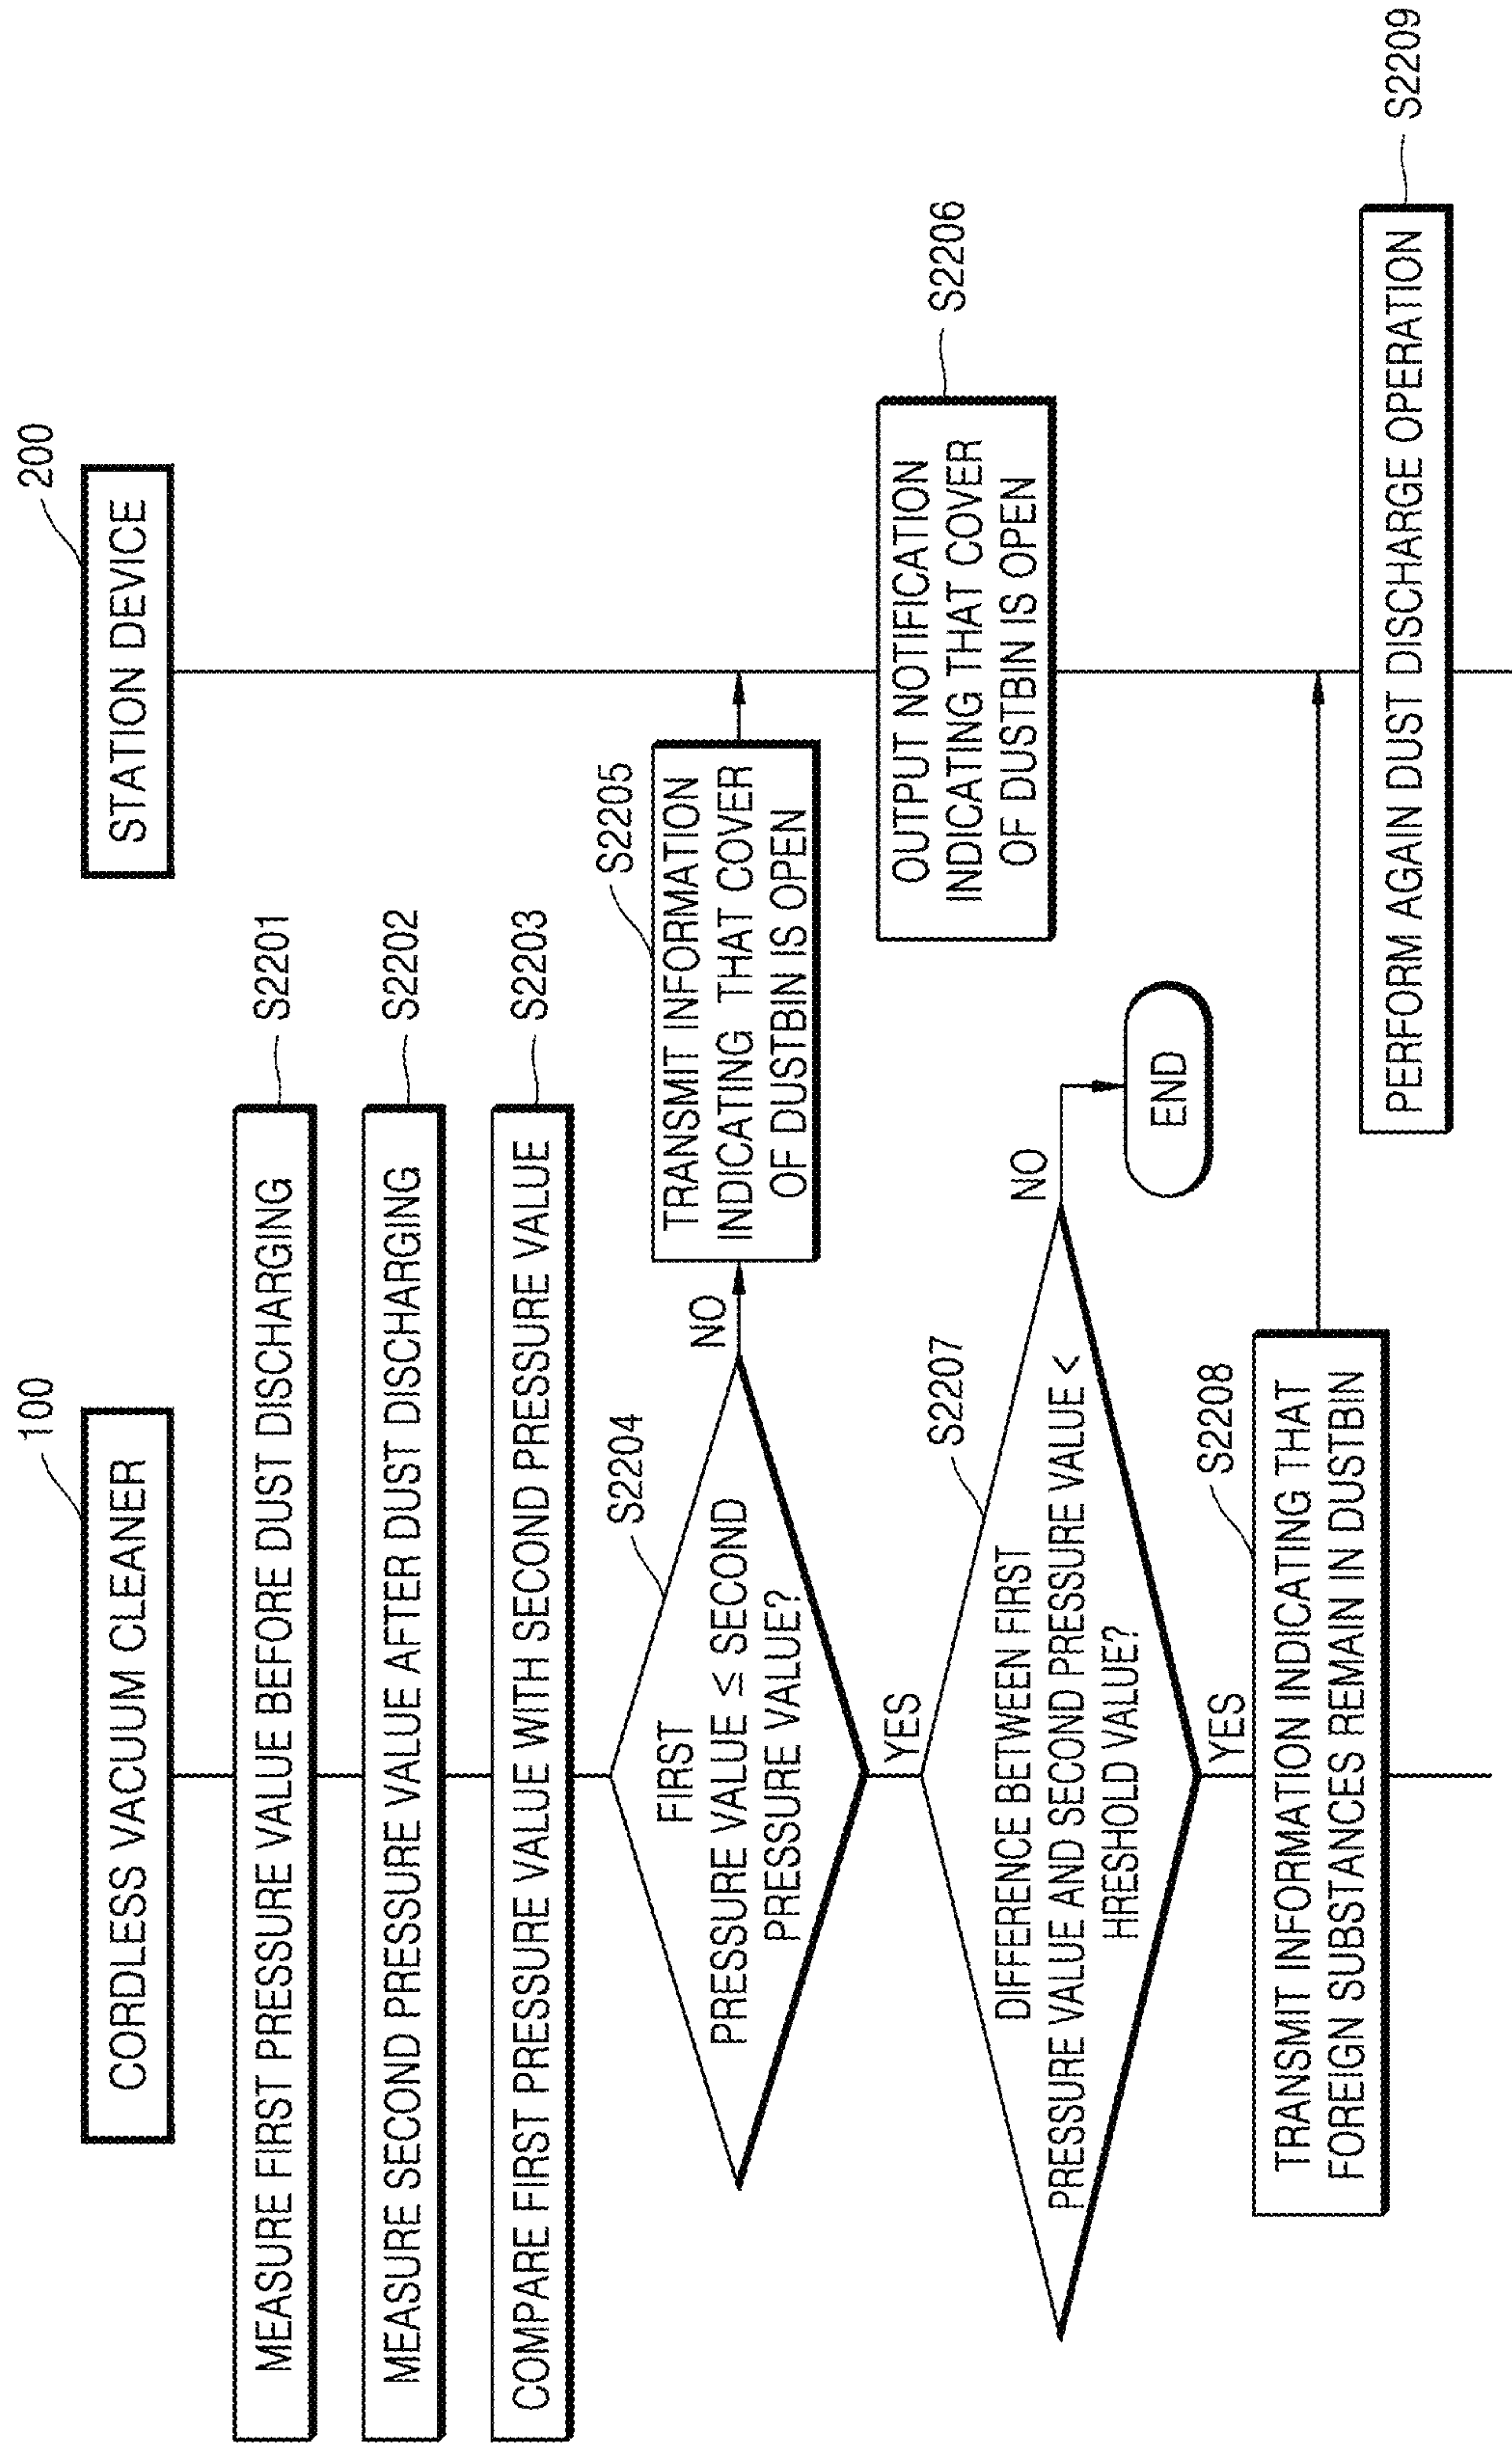 100
CORDLESS VACUUM CLEANER
200
STATION DEVICE
MEASURE FIRST PRESSURE VALUE BEFORE DUST DISCHARGING
S2201
MEASURE SECOND PRESSURE VALUE AFTER DUST DISCHARGING
S2202
COMPARE FIRST PRESSURE VALUE WITH SECOND PRESSURE VALUE
S2203
S2204
FIRST
PRESSURE VALUE ≤ SECOND
PRESSURE VALUE?
NO
S2205
TRANSMIT INFORMATION
INDICATING THAT COVER
OF DUSTBIN IS OPEN
YES
OUTPUT NOTIFICATION
INDICATING THAT COVER
OF DUSTBIN IS OPEN
S2206
S2207
DIFFERENCE BETWEEN FIRST
PRESSURE VALUE AND SECOND PRESSURE VALUE <
HRESHOLD VALUE?
NO
END
YES
S2208
TRANSMIT INFORMATION INDICATING THAT
FOREIGN SUBSTANCES REMAIN IN DUSTBIN
PERFORM AGAIN DUST DISCHARGE OPERATION
S2209